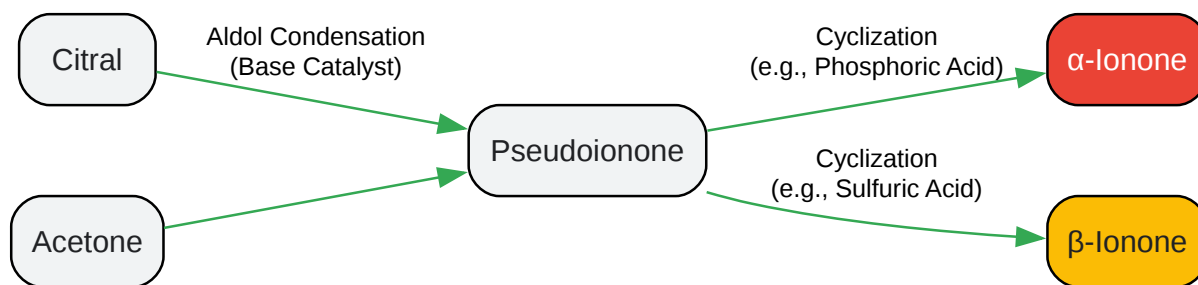 Citral
Aldol Condensation
(Base Catalyst)
Acetone
Pseudoionone
Cyclization
(e.g., Phosphoric Acid)
Cyclization
(e.g., Sulfuric Acid)
α-Ionone
β-Ionone